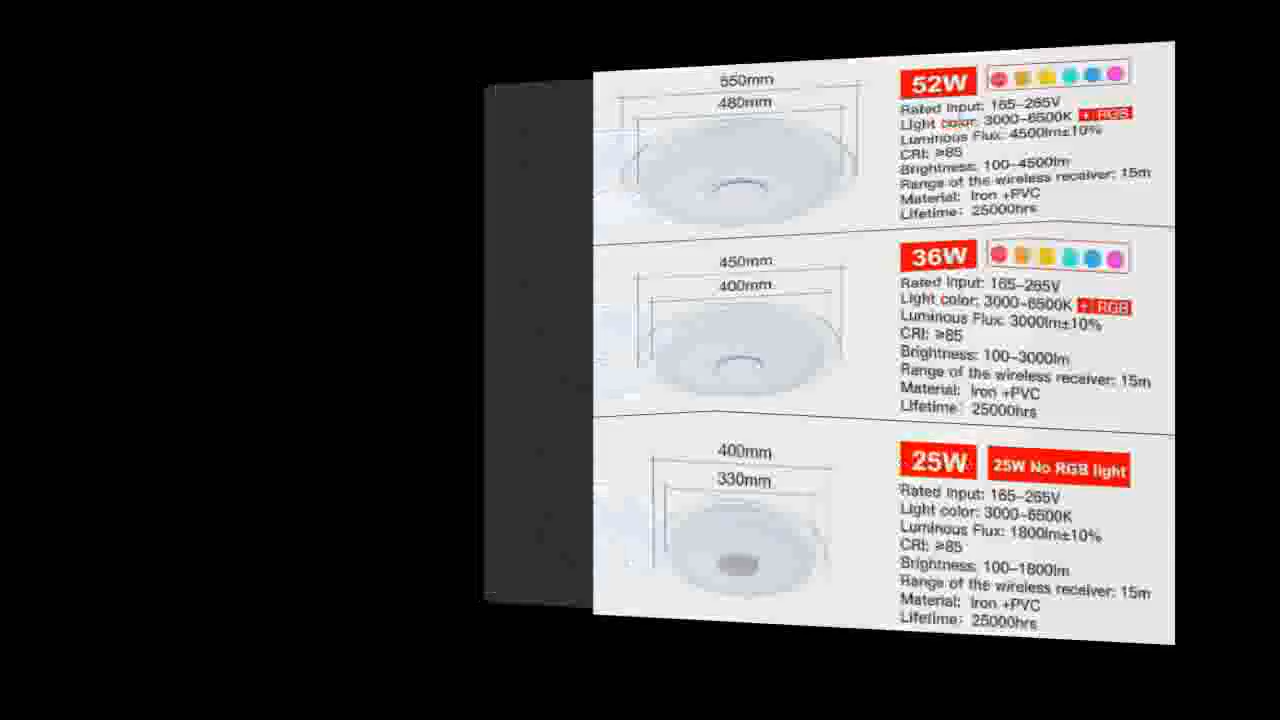 550mm
480mm
52W
Rated Input: 165-265V
Light color: 3000-6500K + RGB
Luminous Flux: 4500lm±10%
CRI: ≥85
Brightness: 100-4500lm
Range of the wireless receiver: 15m
Material: Iron +PVC
Lifetime: 25000hrs
450mm
400mm
36W
Rated Input: 165-265V
Light color: 3000-6500K + RGB
Luminous Flux: 3000lm±10%
CRI: ≥85
Brightness: 100-3000lm
Range of the wireless receiver: 15m
Material: Iron +PVC
Lifetime: 25000hrs
400mm
330mm
25W 25W No RGB light
Rated Input: 165-265V
Light color: 3000-6500K
Luminous Flux: 1800lm±10%
CRI: ≥85
Brightness: 100-1800lm
Range of the wireless receiver: 15m
Material: Iron +PVC
Lifetime: 25000hrs